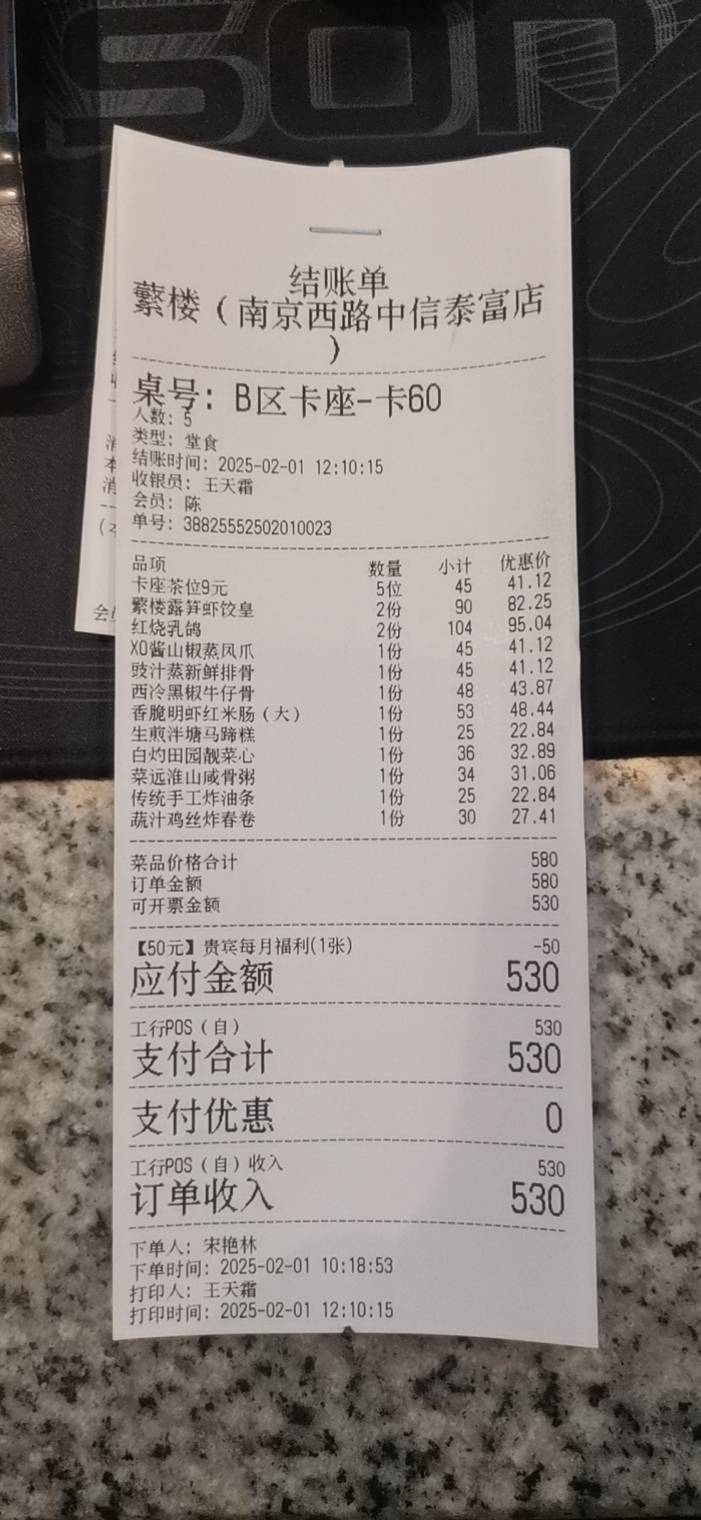 结账单
蘩楼（南京西路中信泰富店
）
桌号: B区卡座-卡60
人数: 5
类型: 堂食
结账时间: 2025-02-01 12:10:15
收银员: 王天霜
会员: 陈
单号: 38825552502010023
品项 数量 小计 优惠价
卡座茶位9元 5位 45 41.12
蘩楼露笋虾饺皇 2份 90 82.25
红烧乳鸽 2份 104 95.04
XO酱山椒蒸凤爪 1份 45 41.12
豉汁蒸新鲜排骨 1份 45 41.12
西冷黑椒牛仔骨 1份 48 43.87
香脆明虾红米肠（大） 1份 53 48.44
生煎泮塘马蹄糕 1份 25 22.84
白灼田园靓菜心 1份 36 32.89
菜远淮山咸骨粥 1份 34 31.06
传统手工炸油条 1份 25 22.84
蔬汁鸡丝炸春卷 1份 30 27.41
菜品价格合计 580
订单金额 580
可开票金额 530
【50元】贵宾每月福利(1张) -50
应付金额 530
工行POS（自） 530
支付合计 530
支付优惠 0
工行POS（自）收入 530
订单收入 530
下单人: 宋艳林
下单时间: 2025-02-01 10:18:53
打印人: 王天霜
打印时间: 2025-02-01 12:10:15